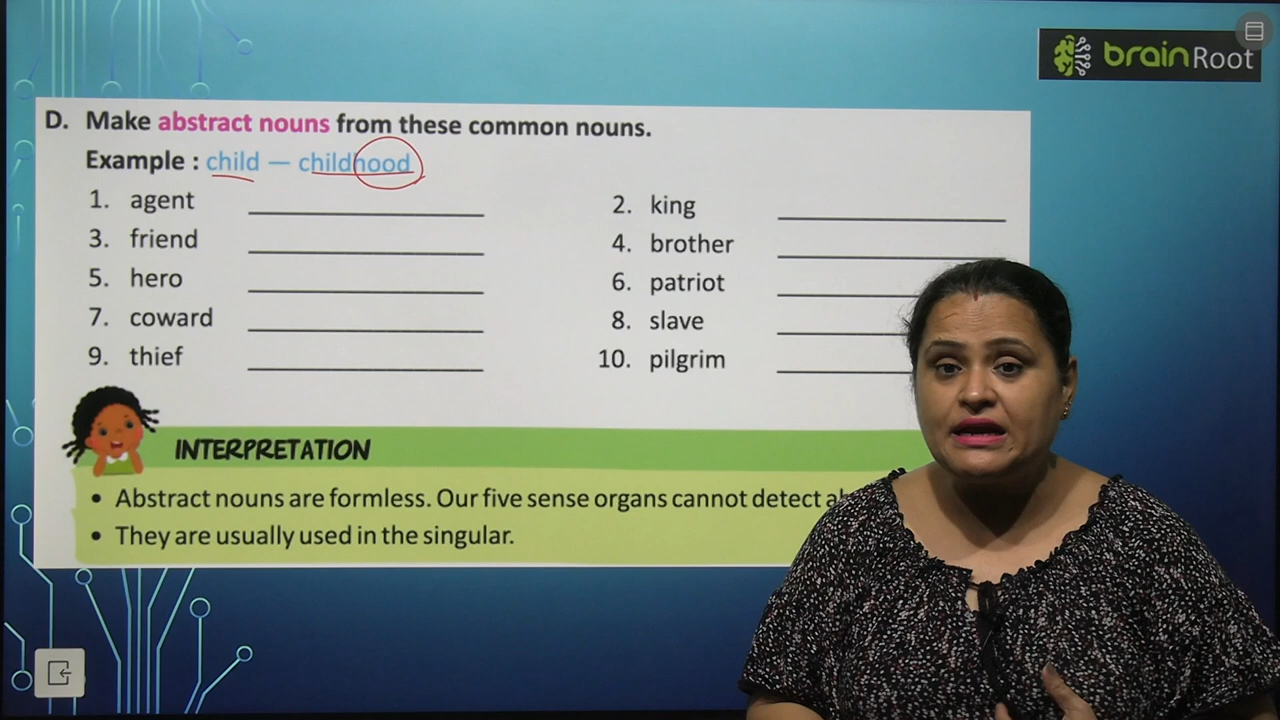 brainRoot
D. Make abstract nouns from these common nouns.
Example : child — childhood
1. agent
2. king
3. friend
4. brother
5. hero
6. patriot
7. coward
8. slave
9. thief
10. pilgrim
INTERPRETATION
• Abstract nouns are formless. Our five sense organs cannot detect
• They are usually used in the singular.